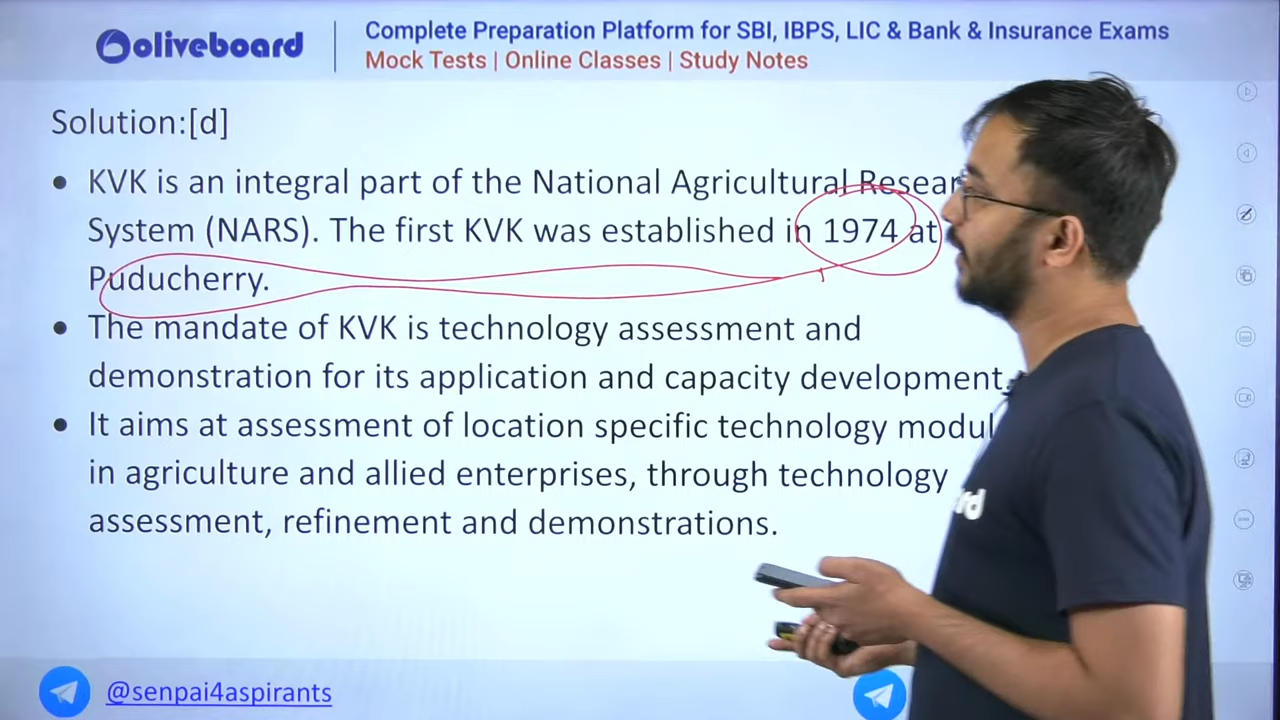 oliveboard
Complete Preparation Platform for SBI, IBPS, LIC & Bank & Insurance Exams
Mock Tests | Online Classes | Study Notes
Solution:[d]
• KVK is an integral part of the National Agricultural Resear
System (NARS). The first KVK was established in 1974 at
Puducherry.
• The mandate of KVK is technology assessment and
demonstration for its application and capacity development.
• It aims at assessment of location specific technology modul
in agriculture and allied enterprises, through technology
assessment, refinement and demonstrations.
rd
@senpai4aspirants